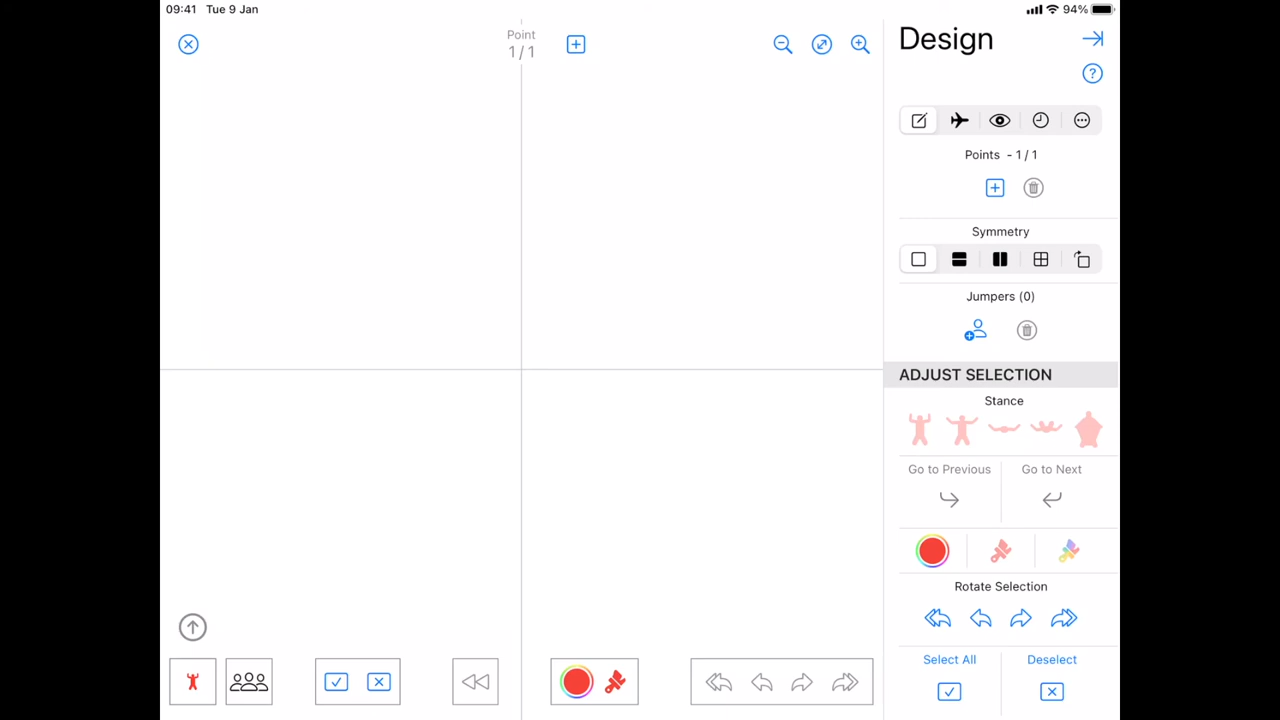 09:41 Tue 9 Jan
94%
Point
1 / 1
Design
Points - 1 / 1
Symmetry
Jumpers (0)
ADJUST SELECTION
Stance
Go to Previous
Go to Next
Rotate Selection
Select All
Deselect